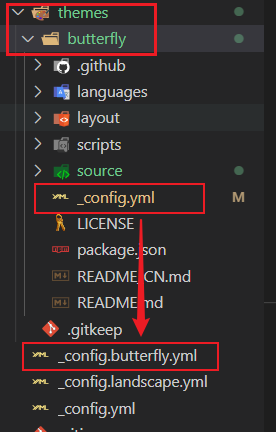 themes
butterfly
.github
languages
layout
scripts
source
_config.yml M
LICENSE
package.json
README_CN.md
README.md
.gitkeep
_config.butterfly.yml
_config.landscape.yml
_config.yml